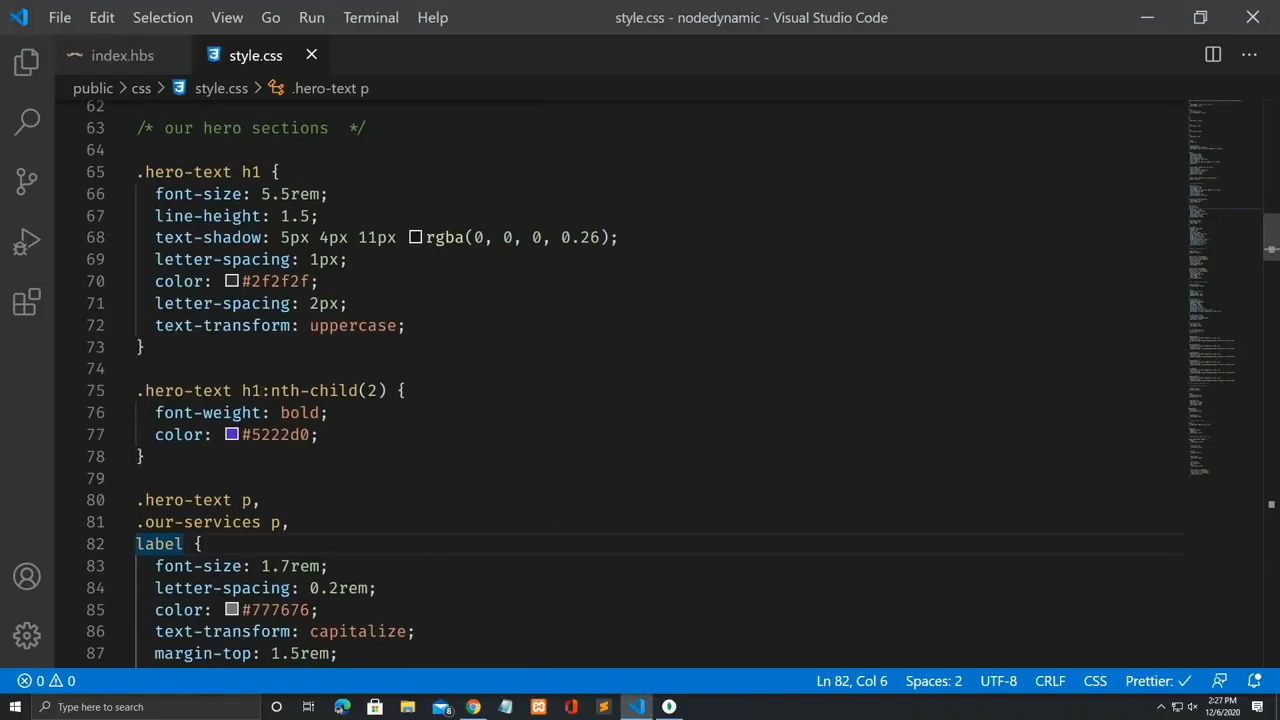 File Edit Selection View Go Run Terminal Help style.css - nodedynamic - Visual Studio Code
index.hbs style.css
public > css > style.css > .hero-text p
62
63 /* our hero sections */
64
65 .hero-text h1 {
66 font-size: 5.5rem;
67 line-height: 1.5;
68 text-shadow: 5px 4px 11px rgba(0, 0, 0, 0.26);
69 letter-spacing: 1px;
70 color: #2f2f2f;
71 letter-spacing: 2px;
72 text-transform: uppercase;
73 }
74
75 .hero-text h1:nth-child(2) {
76 font-weight: bold;
77 color: #5222d0;
78 }
79
80 .hero-text p,
81 .our-services p,
82 label {
83 font-size: 1.7rem;
84 letter-spacing: 0.2rem;
85 color: #777676;
86 text-transform: capitalize;
87 margin-top: 1.5rem;
0 0 Ln 82, Col 6 Spaces: 2 UTF-8 CRLF CSS Prettier: ✓
Type here to search 8 2:27 PM
12/6/2020